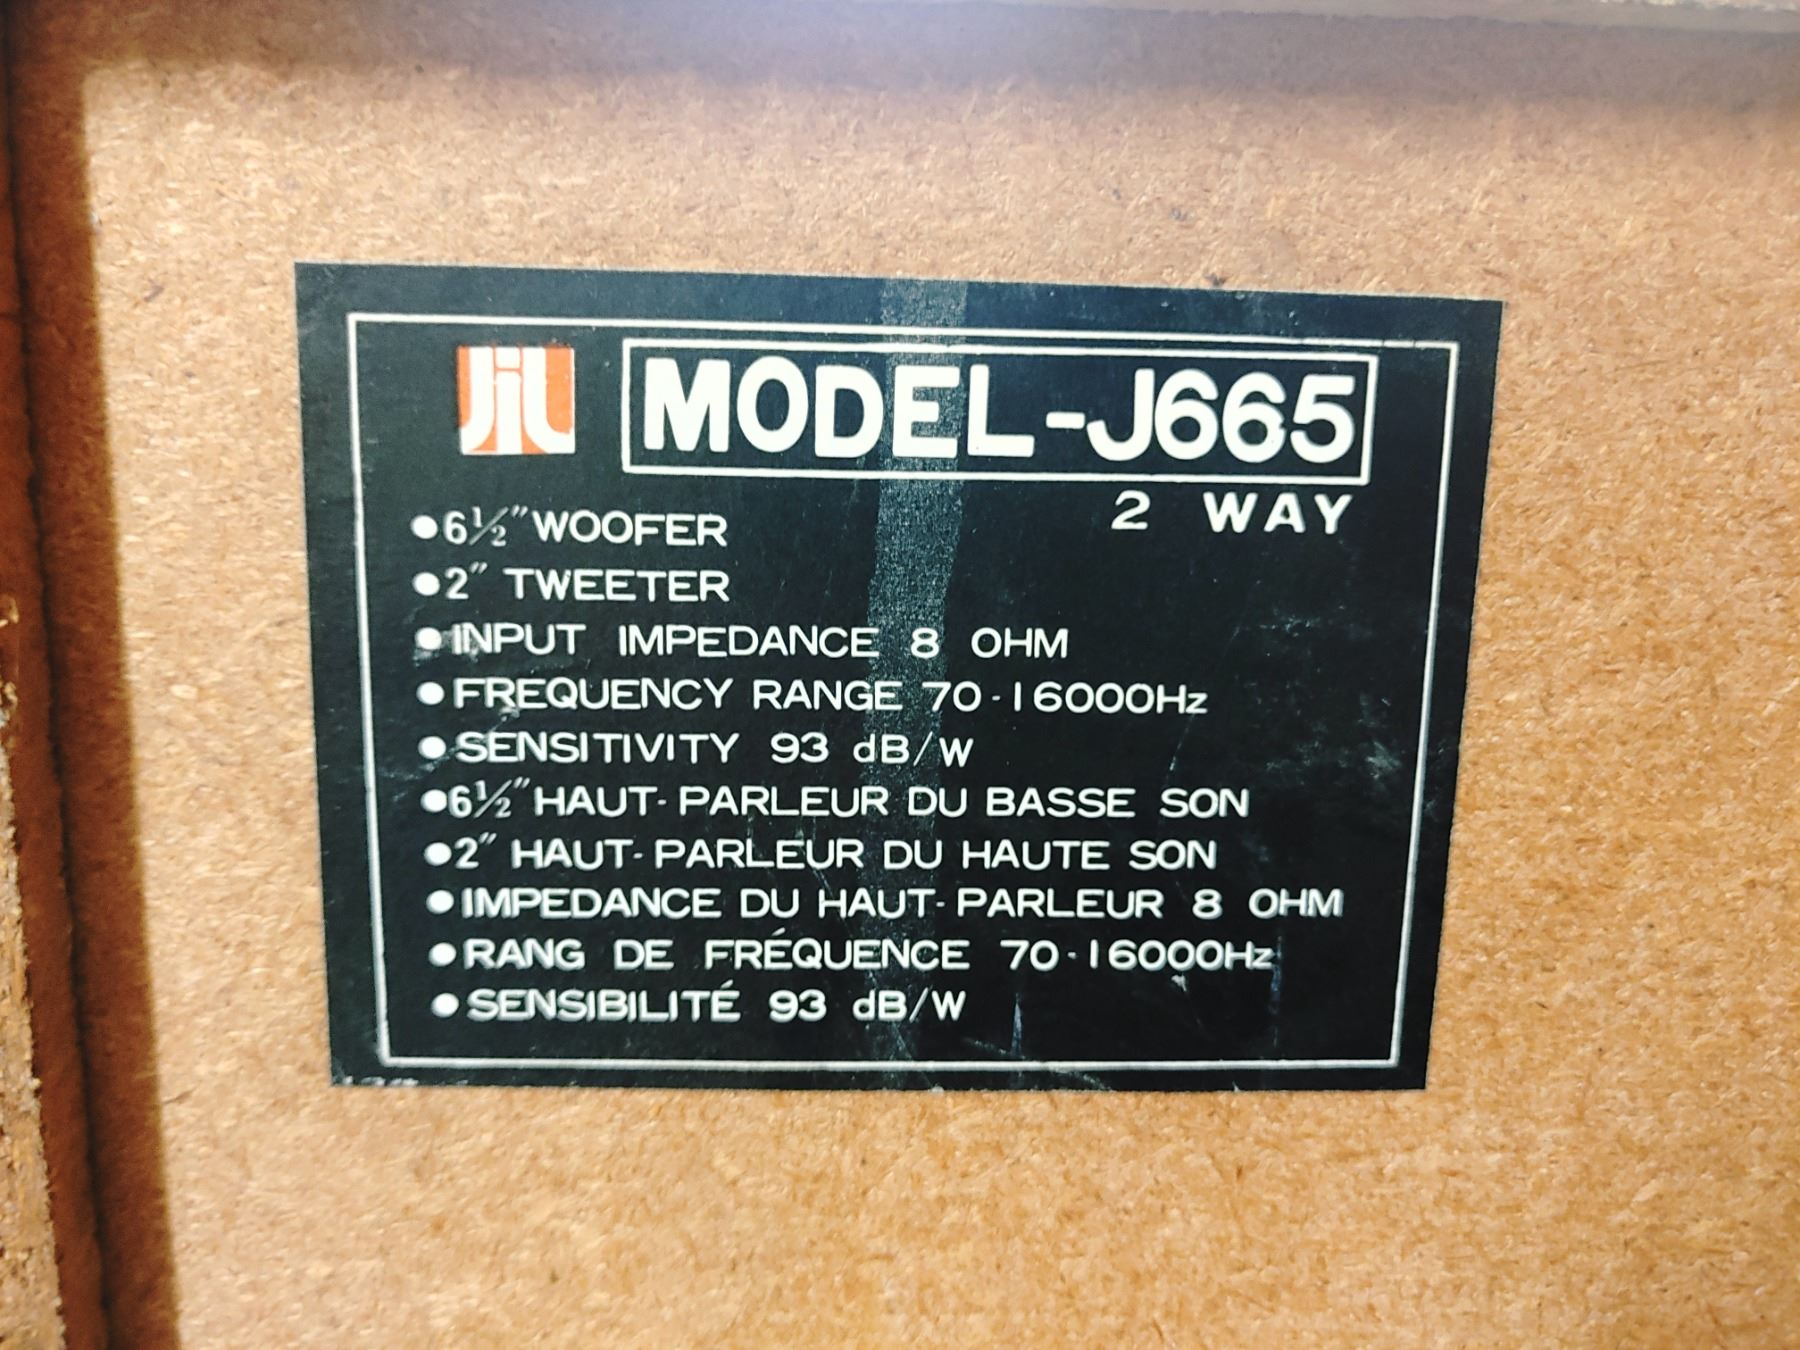 JIL MODEL-J665
2 WAY
●6½" WOOFER
●2" TWEETER
●INPUT IMPEDANCE 8 OHM
●FREQUENCY RANGE 70-16000Hz
●SENSITIVITY 93 dB/W
●6½" HAUT-PARLEUR DU BASSE SON
●2" HAUT-PARLEUR DU HAUTE SON
●IMPEDANCE DU HAUT-PARLEUR 8 OHM
●RANG DE FRÉQUENCE 70-16000Hz
●SENSIBILITÉ 93 dB/W